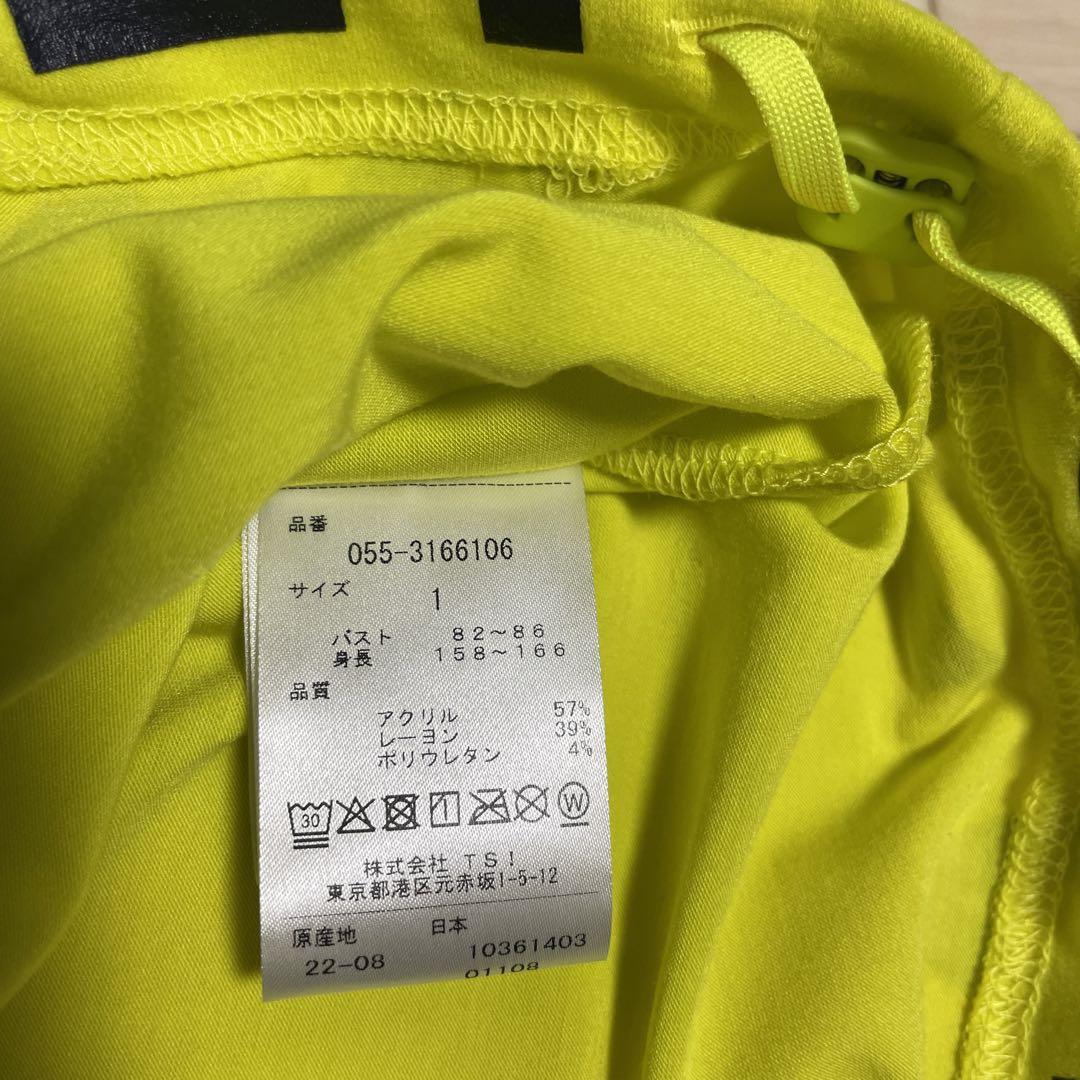 品番
055-3166106
サイズ
1
バスト 82～86
身長 158～166
品質
アクリル 57%
レーヨン 39%
ポリウレタン 4%
30 1 W
株式会社 TSI
東京都港区元赤坂1-5-12
原産地 日本
22-08 10361403
01108